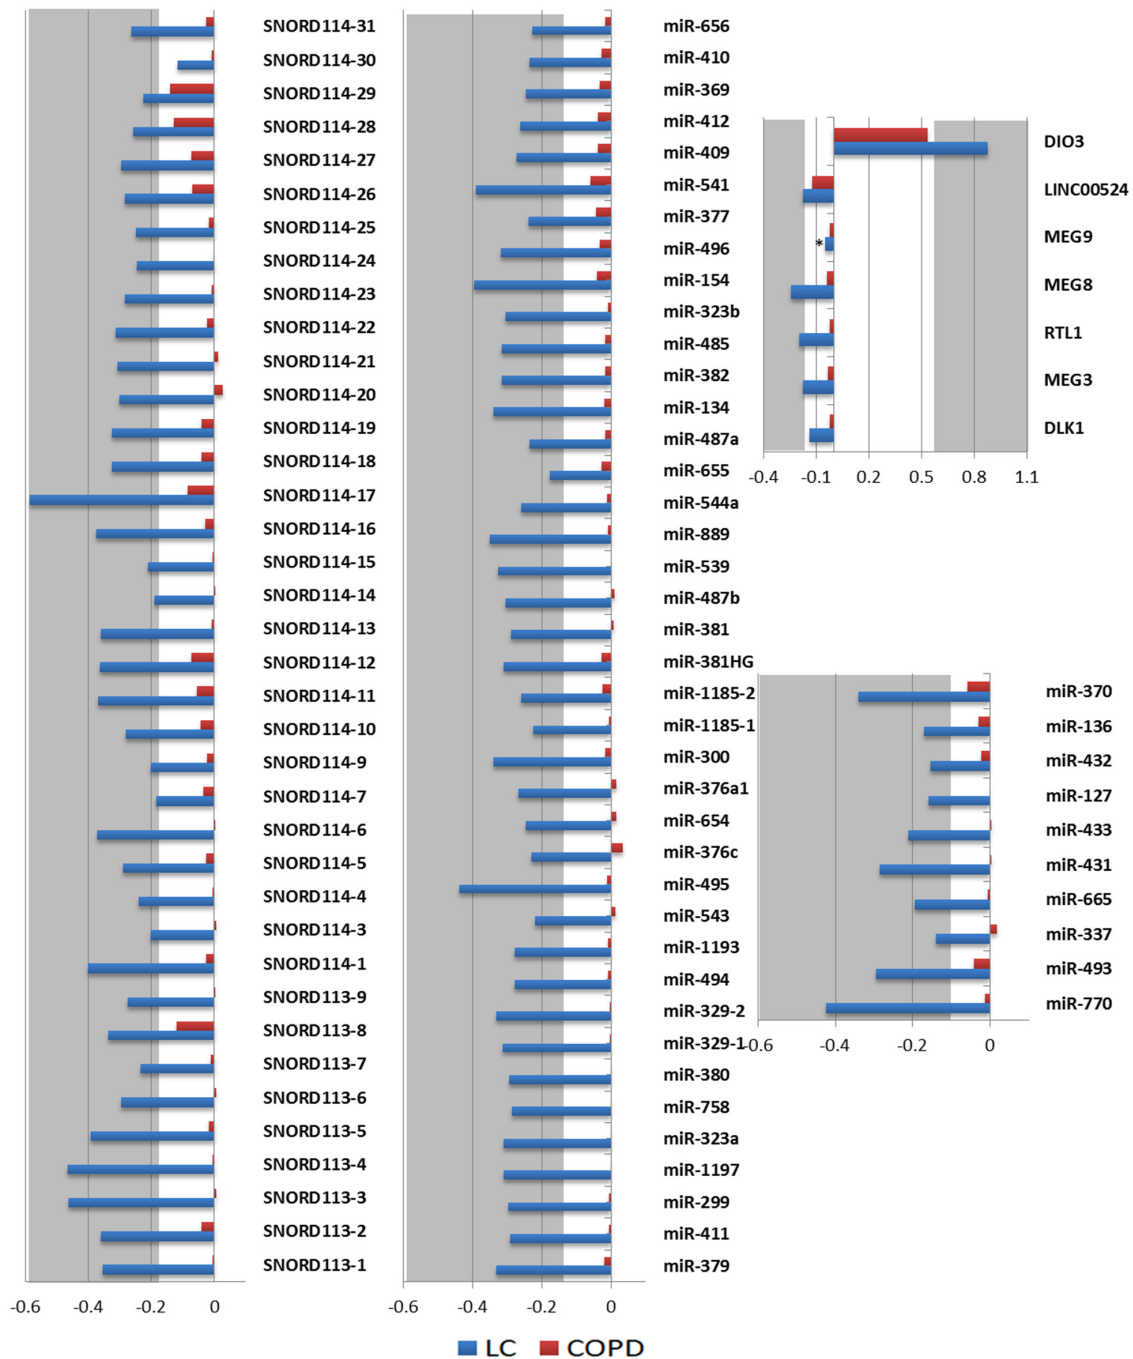 SNORD114-31
SNORD114-30
SNORD114-29
SNORD114-28
SNORD114-27
SNORD114-26
SNORD114-25
SNORD114-24
SNORD114-23
SNORD114-22
SNORD114-21
SNORD114-20
SNORD114-19
SNORD114-18
SNORD114-17
SNORD114-16
SNORD114-15
SNORD114-14
SNORD114-13
SNORD114-12
SNORD114-11
SNORD114-10
SNORD114-9
SNORD114-7
SNORD114-6
SNORD114-5
SNORD114-4
SNORD114-3
SNORD114-1
SNORD113-9
SNORD113-8
SNORD113-7
SNORD113-6
SNORD113-5
SNORD113-4
SNORD113-3
SNORD113-2
SNORD113-1
-0.6 -0.4 -0.2 0
miR-656
miR-410
miR-369
miR-412
miR-409
miR-541
miR-377
miR-496
miR-154
miR-323b
miR-485
miR-382
miR-134
miR-487a
miR-655
miR-544a
miR-889
miR-539
miR-487b
miR-381
miR-381HG
miR-1185-2
miR-1185-1
miR-300
miR-376a1
miR-654
miR-376c
miR-495
miR-543
miR-1193
miR-494
miR-329-2
miR-329-1
miR-380
miR-758
miR-323a
miR-1197
miR-299
miR-411
miR-379
-0.6 -0.4 -0.2 0
DIO3
LINC00524
MEG9
*
MEG8
RTL1
MEG3
DLK1
-0.4 -0.1 0.2 0.5 0.8 1.1
miR-370
miR-136
miR-432
miR-127
miR-433
miR-431
miR-665
miR-337
miR-493
miR-770
-0.6 -0.4 -0.2 0
LC COPD